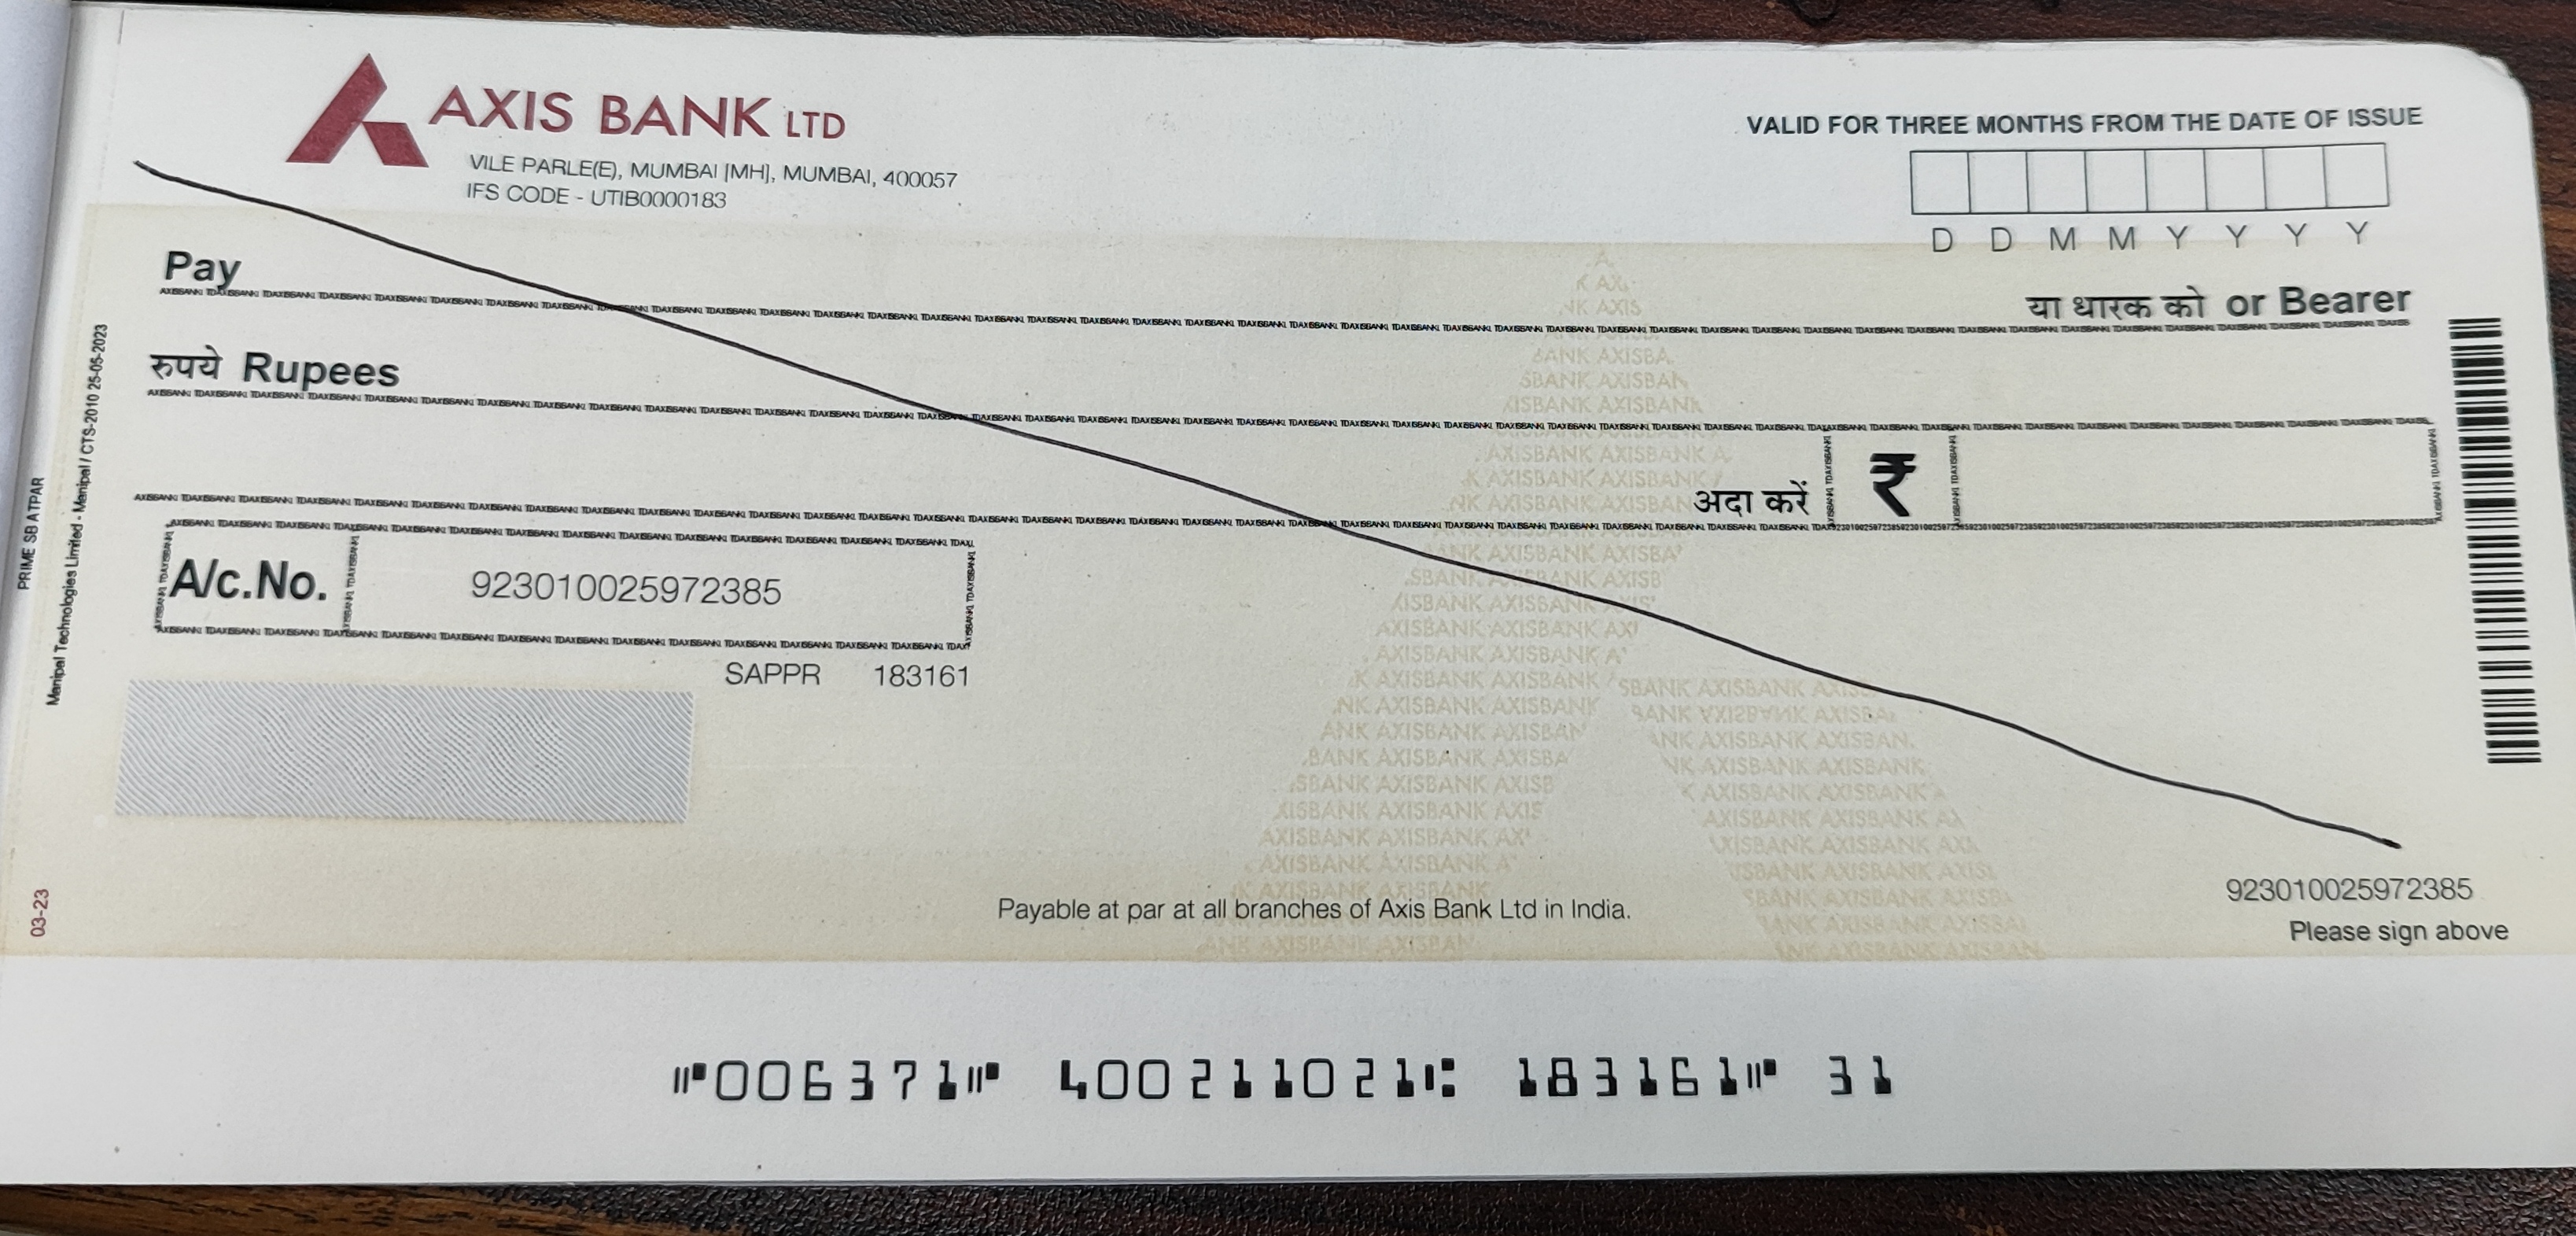 AXIS BANK LTD
VILE PARLE(E), MUMBAI [MH], MUMBAI, 400057
IFS CODE - UTIB0000183
VALID FOR THREE MONTHS FROM THE DATE OF ISSUE
D D M M Y Y Y Y
Pay
या धारक को or Bearer
रुपये Rupees
अदा करें ₹
A/c.No. 923010025972385
SAPPR 183161
Payable at par at all branches of Axis Bank Ltd in India.
923010025972385
Please sign above
⑈006371⑈ 400211021⑆ 183161⑈ 31
PRIME SB ATPAR
Manipal Technologies Limited - Manipal / CTS-2010 25-05-2023
03-23